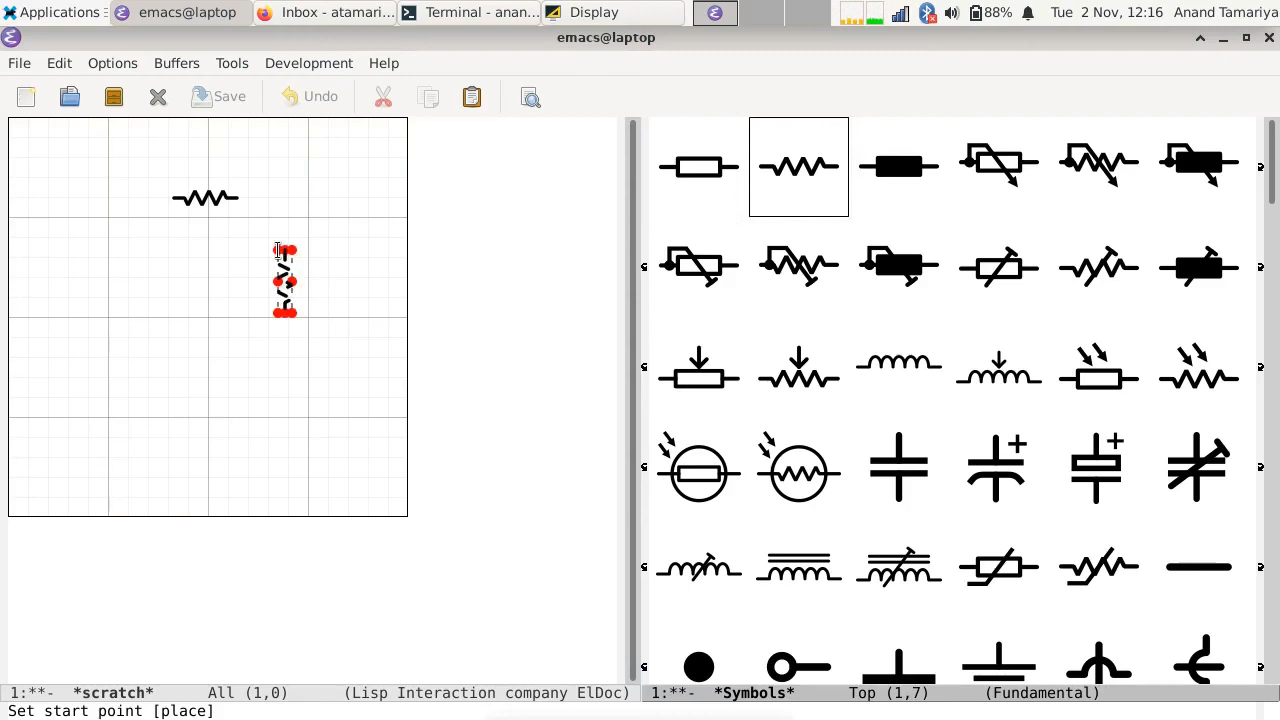 Applications
emacs@laptop
Inbox - atamari...
Terminal - anan...
Display
88%
Tue 2 Nov, 12:16
Anand Tamariya
emacs@laptop
File Edit Options Buffers Tools Development Help
Save Undo
1:**- *scratch* All (1,0) (Lisp Interaction company ElDoc)
1:**- *Symbols* Top (1,7) (Fundamental)
Set start point [place]